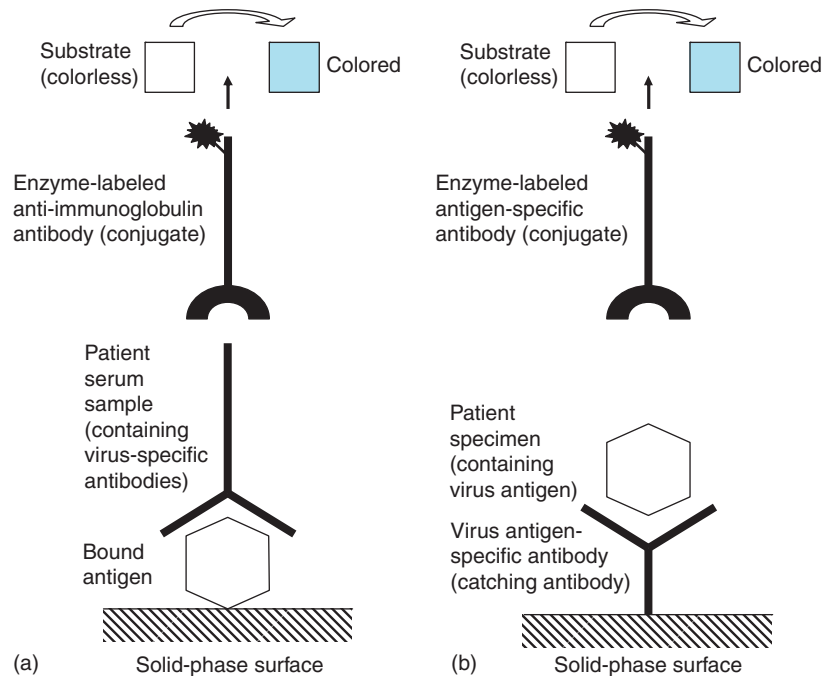 Substrate
(colorless)
Colored
Enzyme-labeled
anti-immunoglobulin
antibody (conjugate)
Patient
serum
sample
(containing
virus-specific
antibodies)
Bound
antigen
(a)
Solid-phase surface
Substrate
(colorless)
Colored
Enzyme-labeled
antigen-specific
antibody (conjugate)
Patient
specimen
(containing
virus antigen)
Virus antigen-
specific antibody
(catching antibody)
(b)
Solid-phase surface